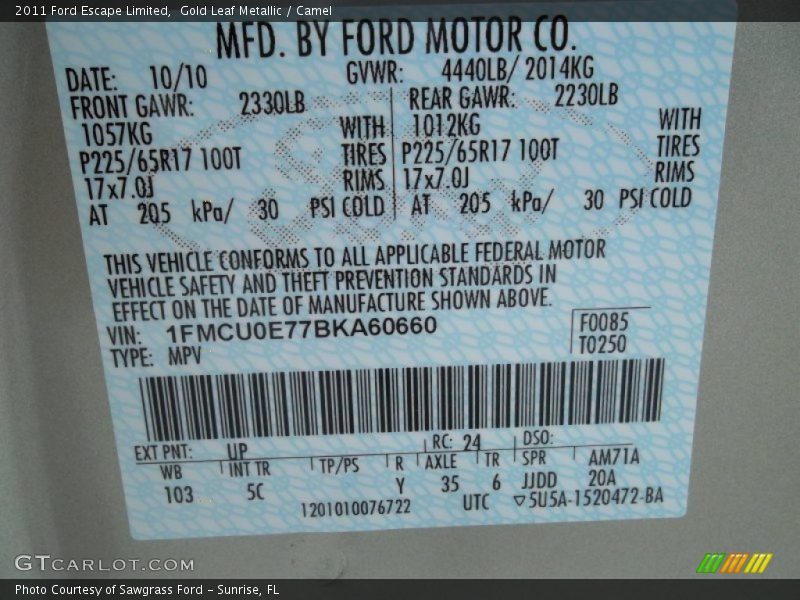 2011 Ford Escape Limited, Gold Leaf Metallic / Camel
MFD. BY FORD MOTOR CO.
DATE: 10/10 GVWR: 4440LB/ 2014KG
FRONT GAWR: 2330LB REAR GAWR: 2230LB
1057KG WITH 1012KG WITH
P225/65R17 100T TIRES P225/65R17 100T TIRES
17x7.0J RIMS 17x7.0J RIMS
AT 205 kPa/ 30 PSI COLD AT 205 kPa/ 30 PSI COLD
THIS VEHICLE CONFORMS TO ALL APPLICABLE FEDERAL MOTOR
VEHICLE SAFETY AND THEFT PREVENTION STANDARDS IN
EFFECT ON THE DATE OF MANUFACTURE SHOWN ABOVE.
VIN: 1FMCU0E77BKA60660 F0085
TYPE: MPV T0250
EXT PNT: UP RC: 24 DSO:
WB INT TR TP/PS R AXLE TR SPR AM71A
103 5C Y 35 6 JJDD 20A
1201010076722 UTC ▽5U5A-1520472-BA
GTCARLOT.COM
Photo Courtesy of Sawgrass Ford – Sunrise, FL